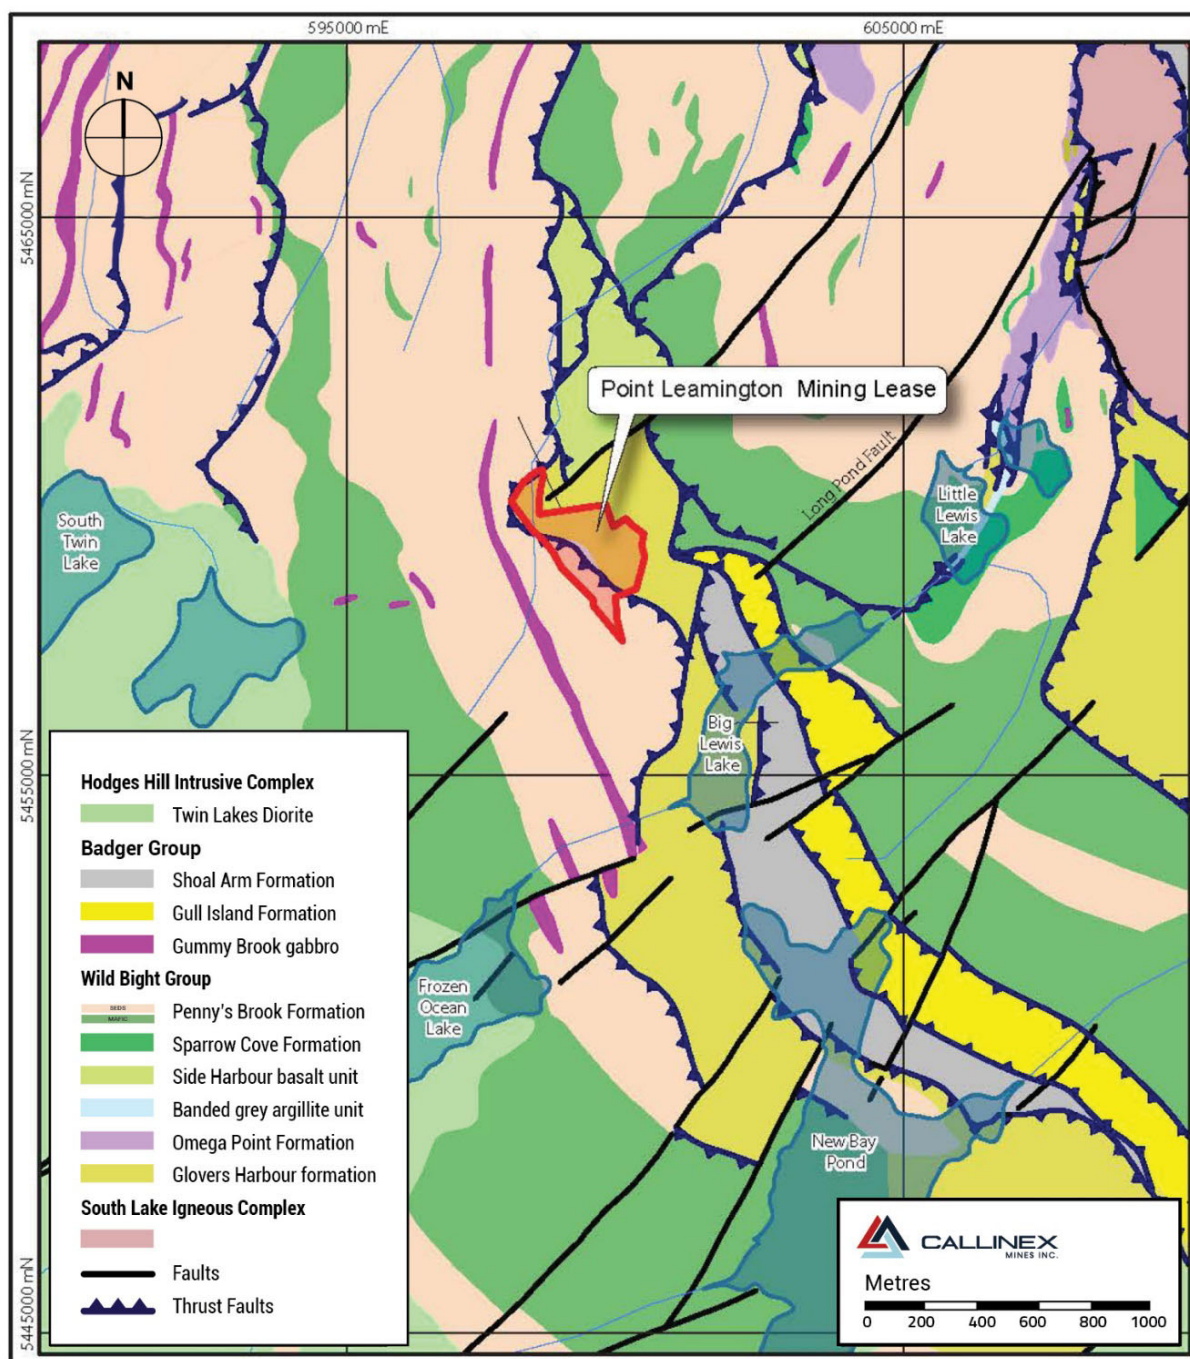 595000 mE
605000 mE
N
5465000 mN
5455000 mN
5445000 mN
Point Leamington Mining Lease
Long Pond Fault
Little
Lewis
Lake
South
Twin
Lake
Big
Lewis
Lake
Frozen
Ocean
Lake
New Bay
Pond
Hodges Hill Intrusive Complex
Twin Lakes Diorite
Badger Group
Shoal Arm Formation
Gull Island Formation
Gummy Brook gabbro
Wild Bight Group
SEDS
MAFIC
Penny's Brook Formation
Sparrow Cove Formation
Side Harbour basalt unit
Banded grey argillite unit
Omega Point Formation
Glovers Harbour formation
South Lake Igneous Complex
Faults
Thrust Faults
CALLINEX
MINES INC.
Metres
0 200 400 600 800 1000